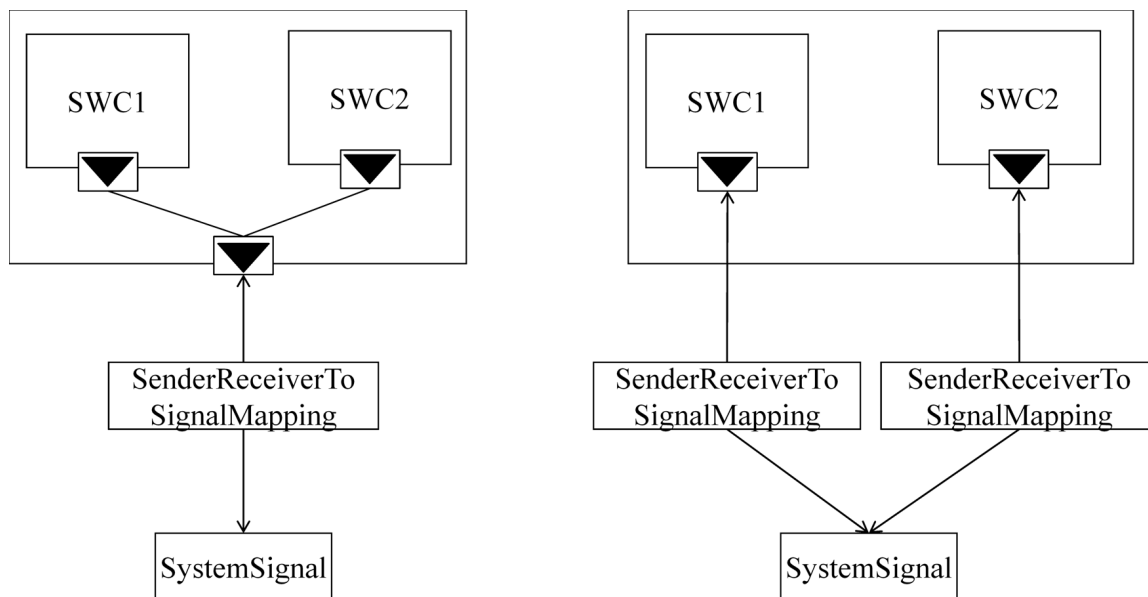 SWC1
SWC2
SenderReceiverTo
SignalMapping
SystemSignal
SWC1
SWC2
SenderReceiverTo
SignalMapping
SenderReceiverTo
SignalMapping
SystemSignal